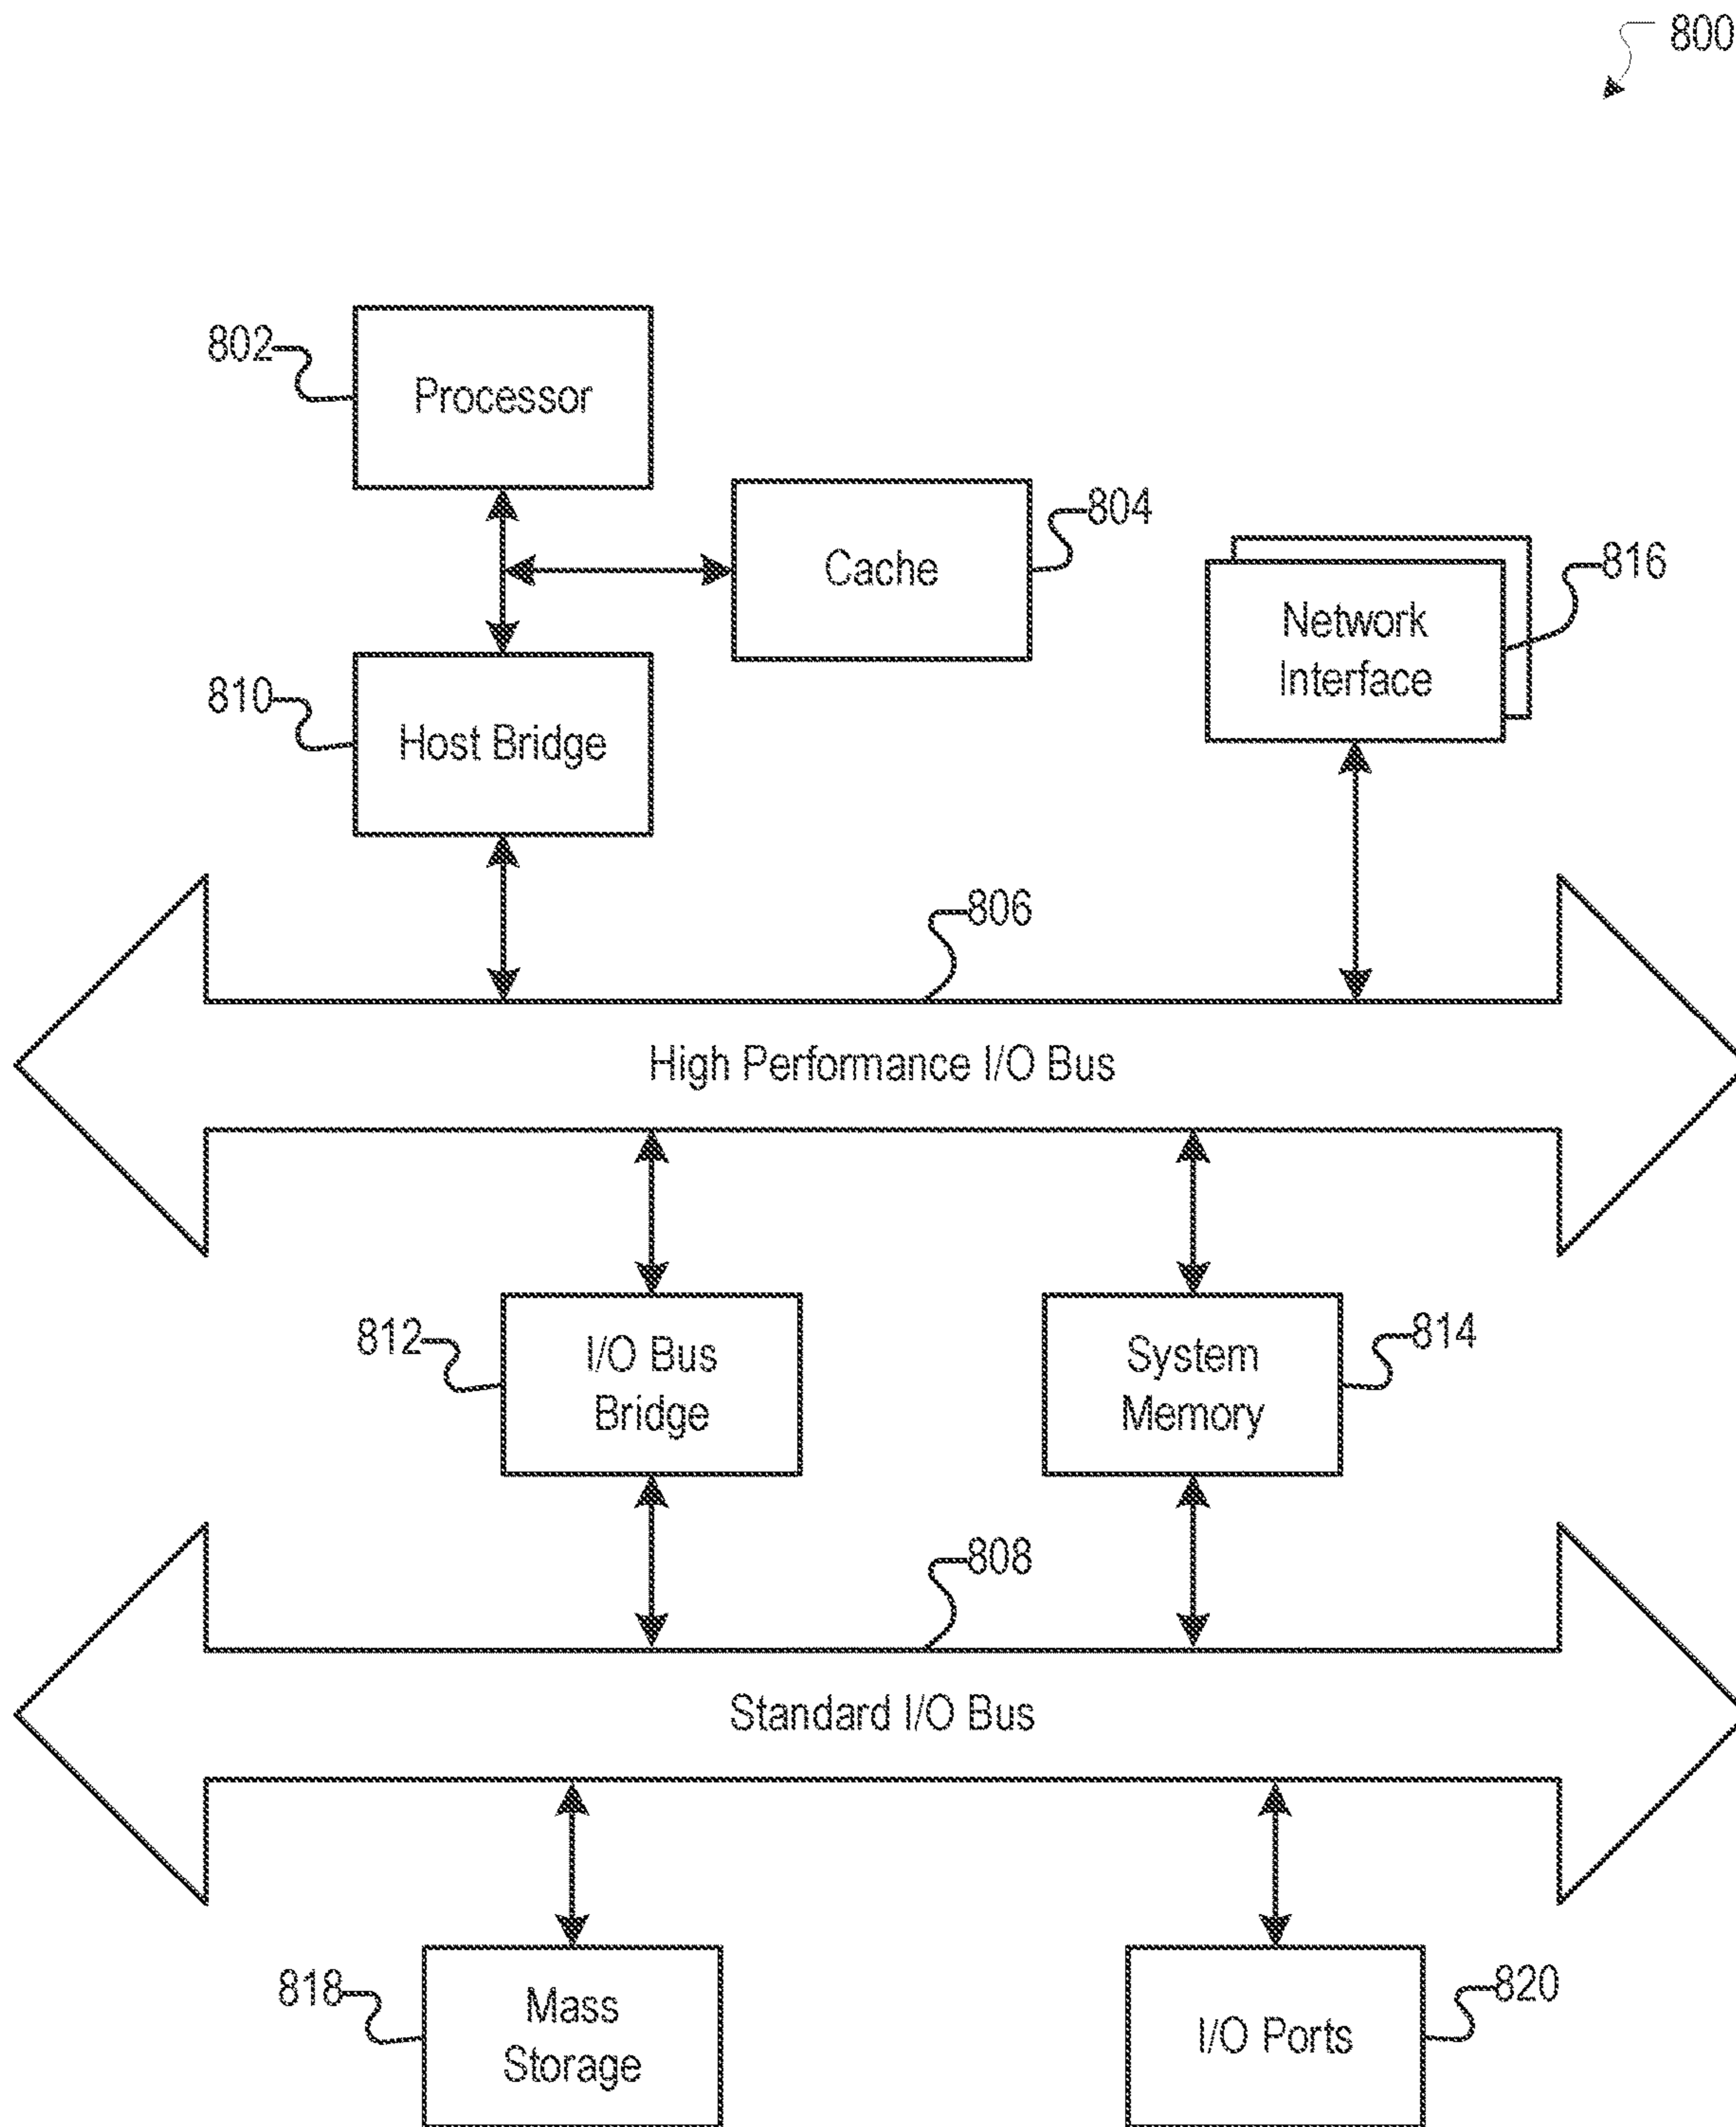 800
802
Processor
804
Cache
816
Network
Interface
810
Host Bridge
806
High Performance I/O Bus
812
I/O Bus
Bridge
System
Memory
814
808
Standard I/O Bus
818
Mass
Storage
I/O Ports
820